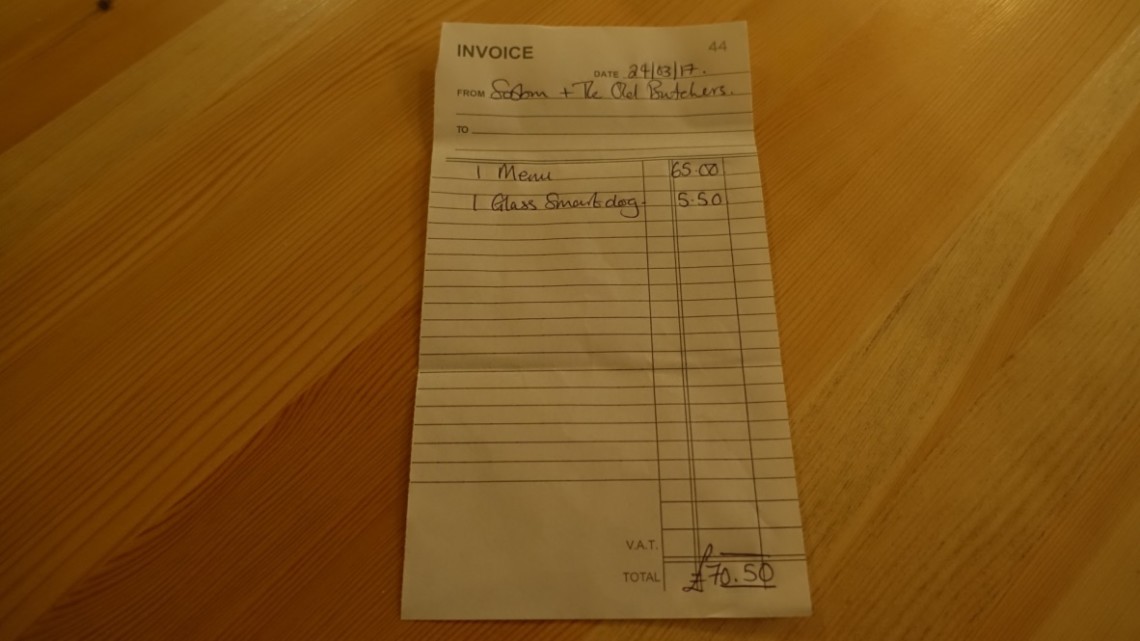 INVOICE 44
DATE 24/03/17.
FROM + The Old Butchers.
TO
1 Menu 65.00
1 Glass Smartdog. 5.50
V.A.T.
TOTAL £70.50